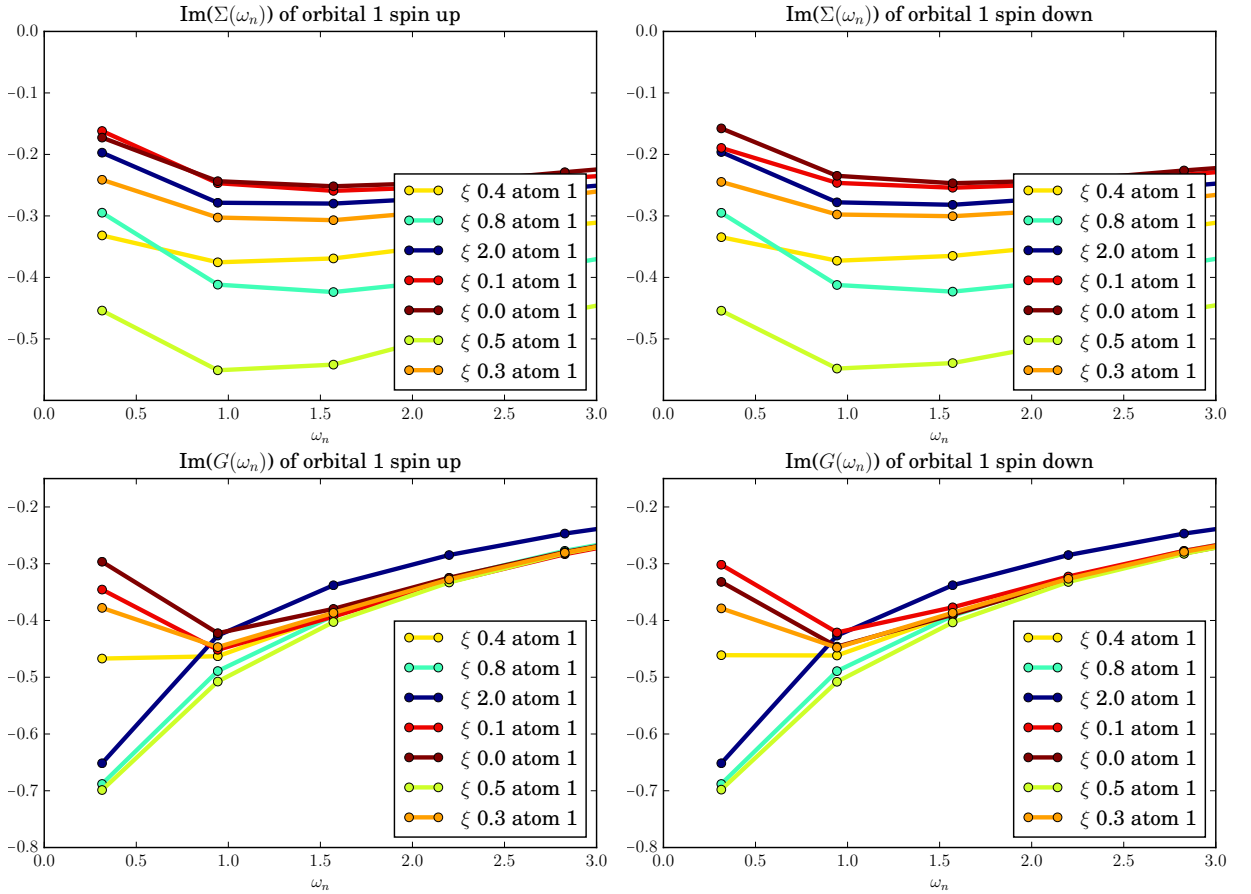 Im(Σ(ω_n)) of orbital 1 spin up
0.0
−0.1
−0.2
−0.3
−0.4
−0.5
0.0 0.5 1.0 1.5 2.0 2.5 3.0
ω_n
ξ 0.4 atom 1
ξ 0.8 atom 1
ξ 2.0 atom 1
ξ 0.1 atom 1
ξ 0.0 atom 1
ξ 0.5 atom 1
ξ 0.3 atom 1
Im(Σ(ω_n)) of orbital 1 spin down
0.0
−0.1
−0.2
−0.3
−0.4
−0.5
0.0 0.5 1.0 1.5 2.0 2.5 3.0
ω_n
ξ 0.4 atom 1
ξ 0.8 atom 1
ξ 2.0 atom 1
ξ 0.1 atom 1
ξ 0.0 atom 1
ξ 0.5 atom 1
ξ 0.3 atom 1
Im(G(ω_n)) of orbital 1 spin up
−0.2
−0.3
−0.4
−0.5
−0.6
−0.7
−0.8
0.0 0.5 1.0 1.5 2.0 2.5 3.0
ω_n
ξ 0.4 atom 1
ξ 0.8 atom 1
ξ 2.0 atom 1
ξ 0.1 atom 1
ξ 0.0 atom 1
ξ 0.5 atom 1
ξ 0.3 atom 1
Im(G(ω_n)) of orbital 1 spin down
−0.2
−0.3
−0.4
−0.5
−0.6
−0.7
−0.8
0.0 0.5 1.0 1.5 2.0 2.5 3.0
ω_n
ξ 0.4 atom 1
ξ 0.8 atom 1
ξ 2.0 atom 1
ξ 0.1 atom 1
ξ 0.0 atom 1
ξ 0.5 atom 1
ξ 0.3 atom 1